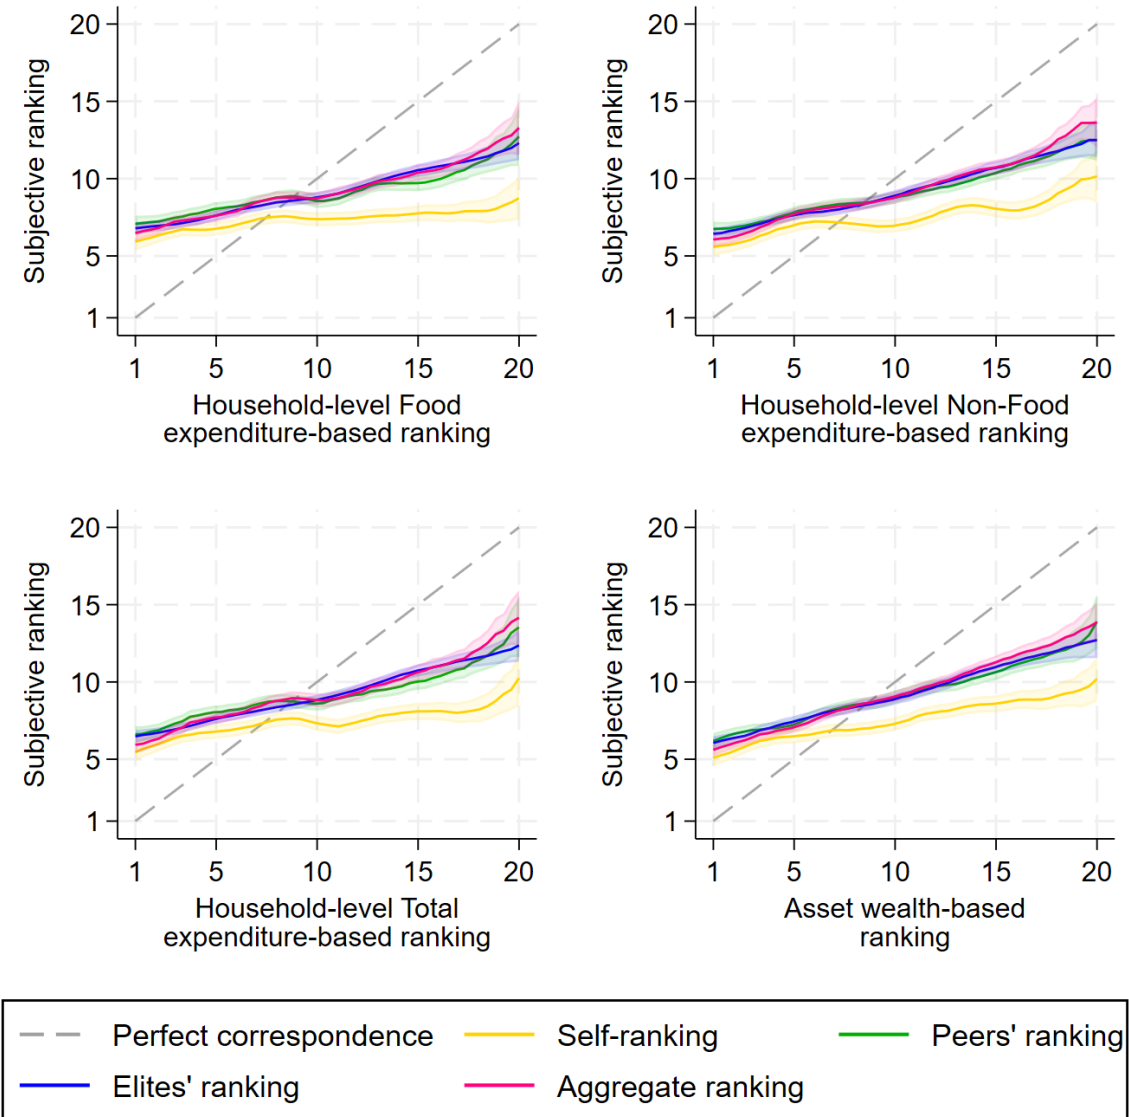 Subjective ranking
20
15
10
5
1
1 5 10 15 20
Household-level Food
expenditure-based ranking
Subjective ranking
20
15
10
5
1
1 5 10 15 20
Household-level Non-Food
expenditure-based ranking
Subjective ranking
20
15
10
5
1
1 5 10 15 20
Household-level Total
expenditure-based ranking
Subjective ranking
20
15
10
5
1
1 5 10 15 20
Asset wealth-based
ranking
Perfect correspondence Self-ranking Peers' ranking
Elites' ranking Aggregate ranking